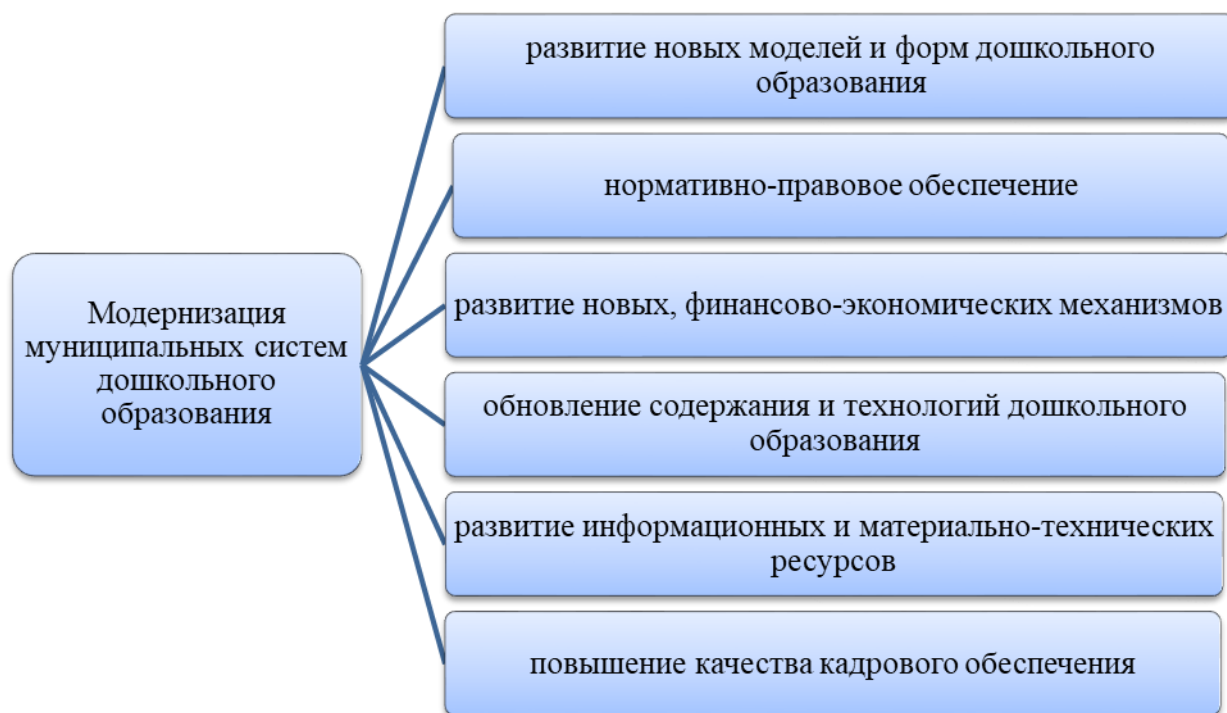 развитие новых моделей и форм дошкольного
образования
нормативно-правовое обеспечение
Модернизация
муниципальных систем
дошкольного
образования
развитие новых, финансово-экономических механизмов
обновление содержания и технологий дошкольного
образования
развитие информационных и материально-технических
ресурсов
повышение качества кадрового обеспечения